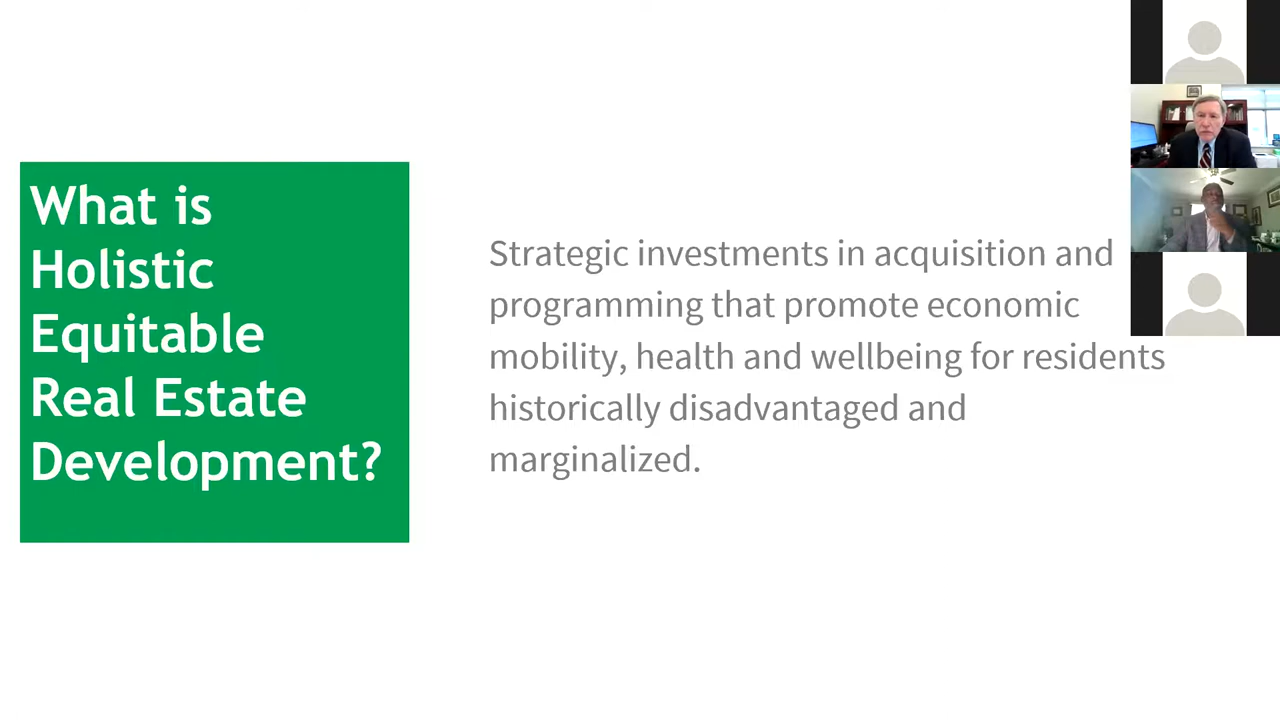 What is
Holistic
Equitable
Real Estate
Development?
Strategic investments in acquisition and
programming that promote economic
mobility, health and wellbeing for residents
historically disadvantaged and
marginalized.